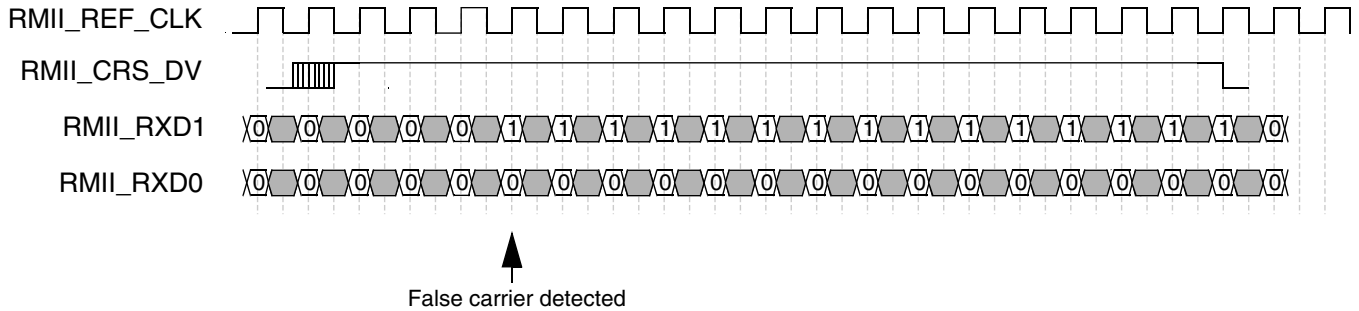 RMII_REF_CLK
RMII_CRS_DV
RMII_RXD1 0 0 0 0 0 1 1 1 1 1 1 1 1 1 1 1 1 1 1 1 0
RMII_RXD0 0 0 0 0 0 0 0 0 0 0 0 0 0 0 0 0 0 0 0 0 0
False carrier detected